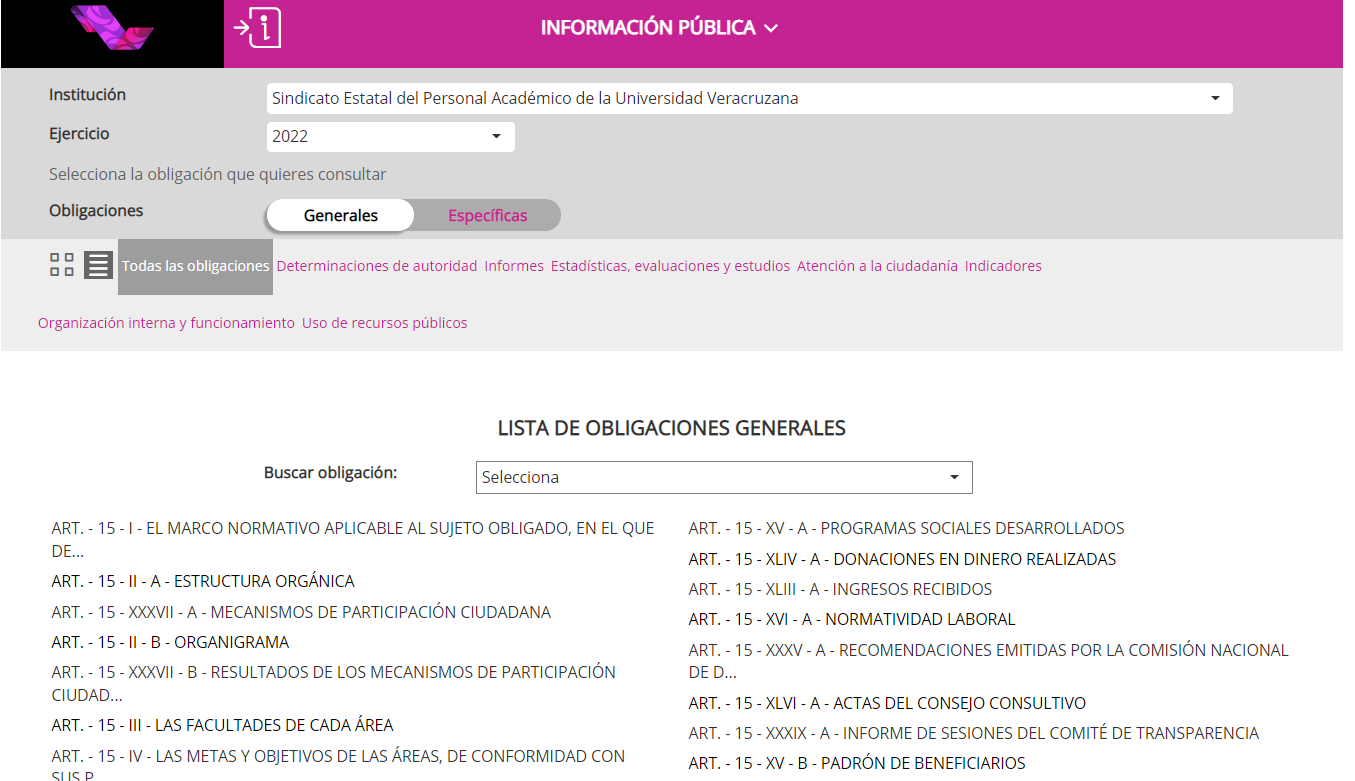 INFORMACIÓN PÚBLICA
Institución
Sindicato Estatal del Personal Académico de la Universidad Veracruzana
Ejercicio
2022
Selecciona la obligación que quieres consultar
Obligaciones
Generales
Específicas
Todas las obligaciones Determinaciones de autoridad Informes Estadísticas, evaluaciones y estudios Atención a la ciudadanía Indicadores
Organización interna y funcionamiento Uso de recursos públicos
LISTA DE OBLIGACIONES GENERALES
Buscar obligación:
Selecciona
ART. - 15 - I - EL MARCO NORMATIVO APLICABLE AL SUJETO OBLIGADO, EN EL QUE
DE...
ART. - 15 - II - A - ESTRUCTURA ORGÁNICA
ART. - 15 - XXXVII - A - MECANISMOS DE PARTICIPACIÓN CIUDADANA
ART. - 15 - II - B - ORGANIGRAMA
ART. - 15 - XXXVII - B - RESULTADOS DE LOS MECANISMOS DE PARTICIPACIÓN
CIUDAD...
ART. - 15 - III - LAS FACULTADES DE CADA ÁREA
ART. - 15 - IV - LAS METAS Y OBJETIVOS DE LAS ÁREAS, DE CONFORMIDAD CON
SUS P
ART. - 15 - XV - A - PROGRAMAS SOCIALES DESARROLLADOS
ART. - 15 - XLIV - A - DONACIONES EN DINERO REALIZADAS
ART. - 15 - XLIII - A - INGRESOS RECIBIDOS
ART. - 15 - XVI - A - NORMATIVIDAD LABORAL
ART. - 15 - XXXV - A - RECOMENDACIONES EMITIDAS POR LA COMISIÓN NACIONAL
DE D...
ART. - 15 - XLVI - A - ACTAS DEL CONSEJO CONSULTIVO
ART. - 15 - XXXIX - A - INFORME DE SESIONES DEL COMITÉ DE TRANSPARENCIA
ART. - 15 - XV - B - PADRÓN DE BENEFICIARIOS